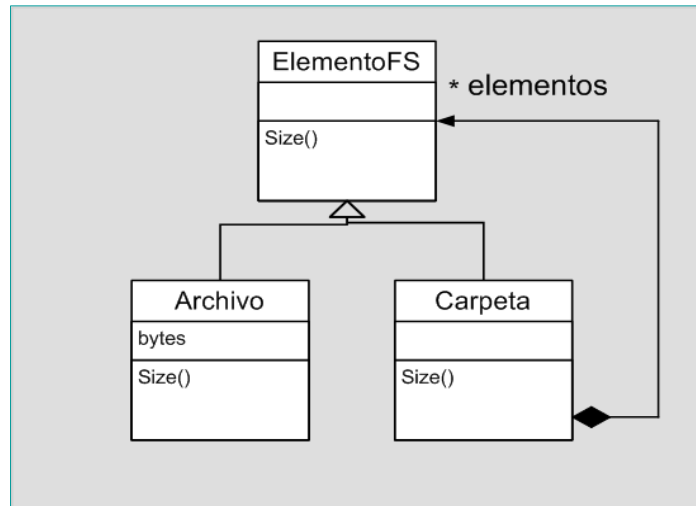 ElementoFS
* elementos
Size()
Archivo
Carpeta
bytes
Size()
Size()